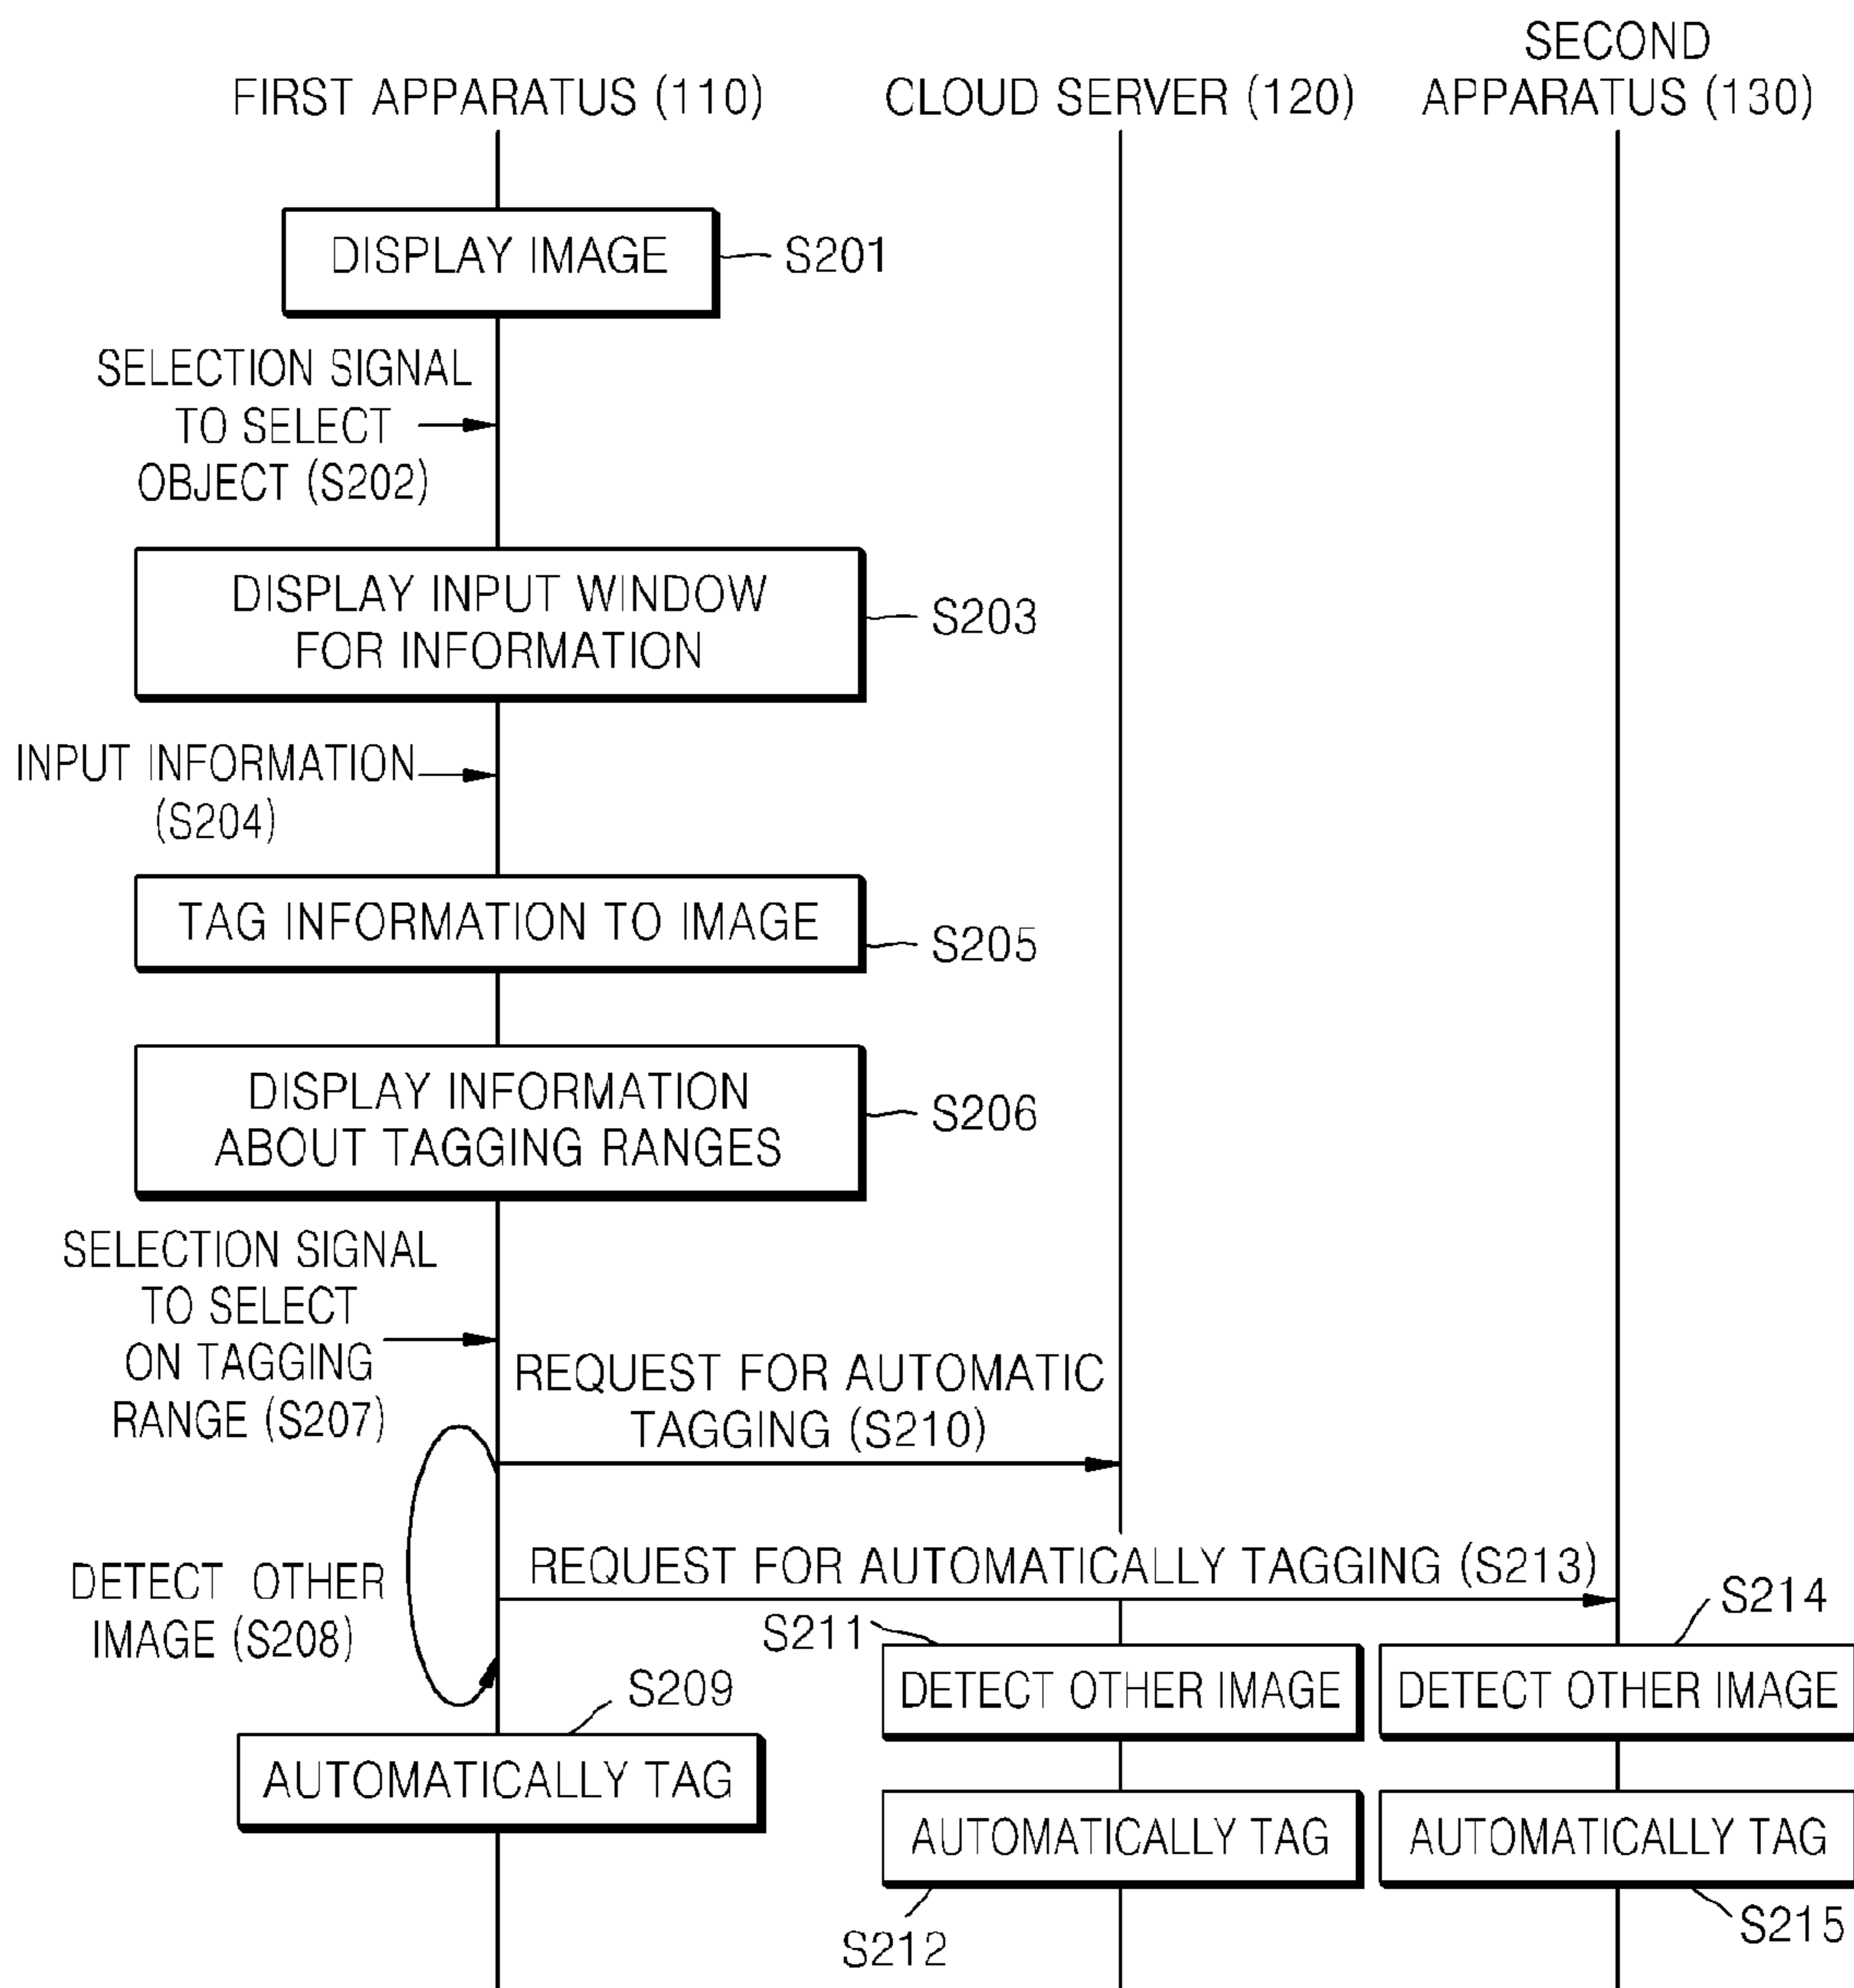 FIRST APPARATUS (110)
CLOUD SERVER (120)
SECOND
APPARATUS (130)
DISPLAY IMAGE
S201
SELECTION SIGNAL
TO SELECT
OBJECT (S202)
DISPLAY INPUT WINDOW
FOR INFORMATION
S203
INPUT INFORMATION
(S204)
TAG INFORMATION TO IMAGE
S205
DISPLAY INFORMATION
ABOUT TAGGING RANGES
S206
SELECTION SIGNAL
TO SELECT
ON TAGGING
RANGE (S207)
REQUEST FOR AUTOMATIC
TAGGING (S210)
DETECT OTHER
IMAGE (S208)
REQUEST FOR AUTOMATICALLY TAGGING (S213)
S211
S214
DETECT OTHER IMAGE
DETECT OTHER IMAGE
S209
AUTOMATICALLY TAG
AUTOMATICALLY TAG
AUTOMATICALLY TAG
S212
S215